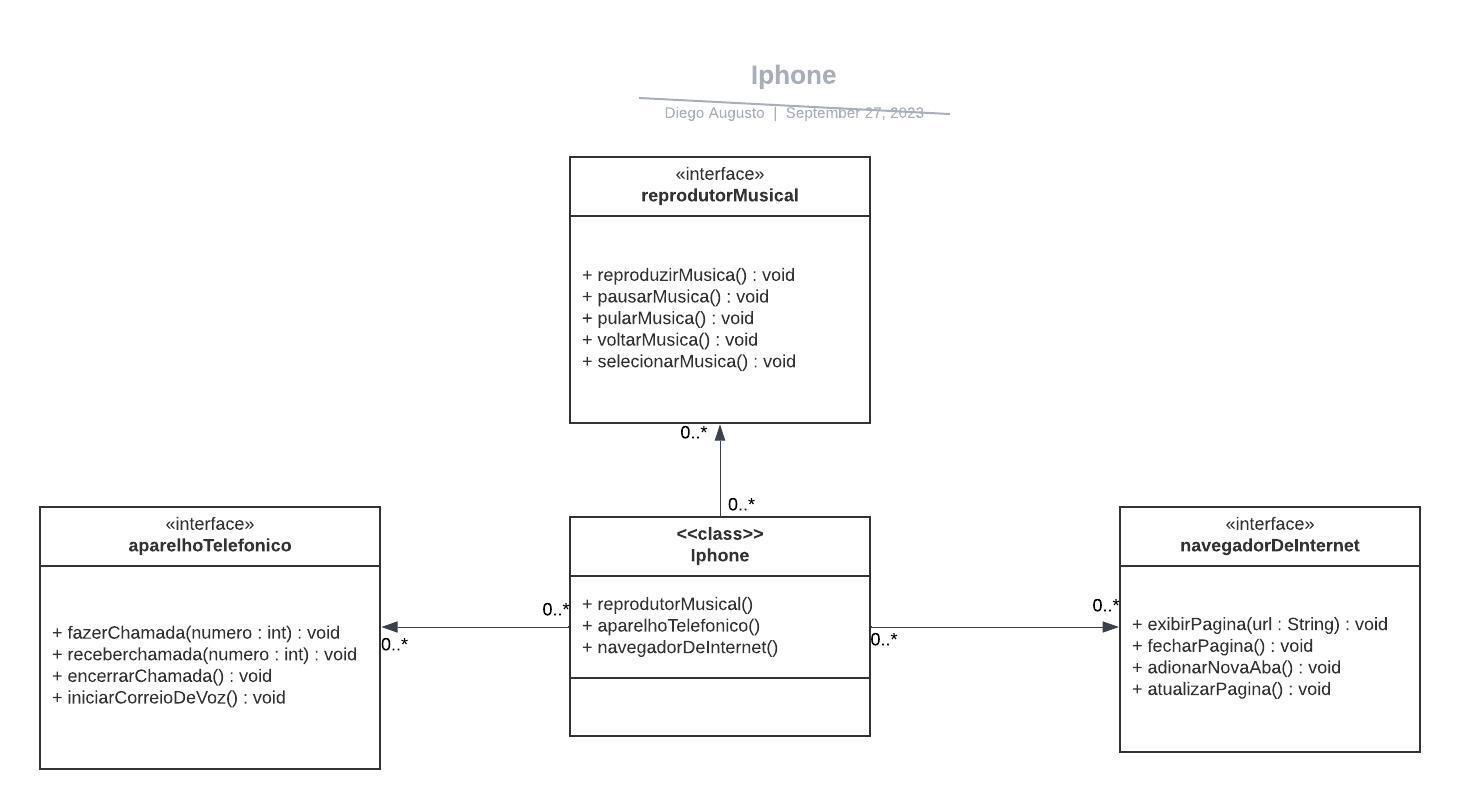 Iphone
Diego Augusto | September 27, 2023
«interface»
reprodutorMusical
+ reproduzirMusica() : void
+ pausarMusica() : void
+ pularMusica() : void
+ voltarMusica() : void
+ selecionarMusica() : void
0..*
0..*
«interface»
aparelhoTelefonico
+ fazerChamada(numero : int) : void
+ receberchamada(numero : int) : void
+ encerrarChamada() : void
+ iniciarCorreioDeVoz() : void
0..*
0..*
<<class>>
Iphone
+ reprodutorMusical()
+ aparelhoTelefonico()
+ navegadorDeInternet()
0..*
0..*
«interface»
navegadorDeInternet
+ exibirPagina(url : String) : void
+ fecharPagina() : void
+ adionarNovaAba() : void
+ atualizarPagina() : void